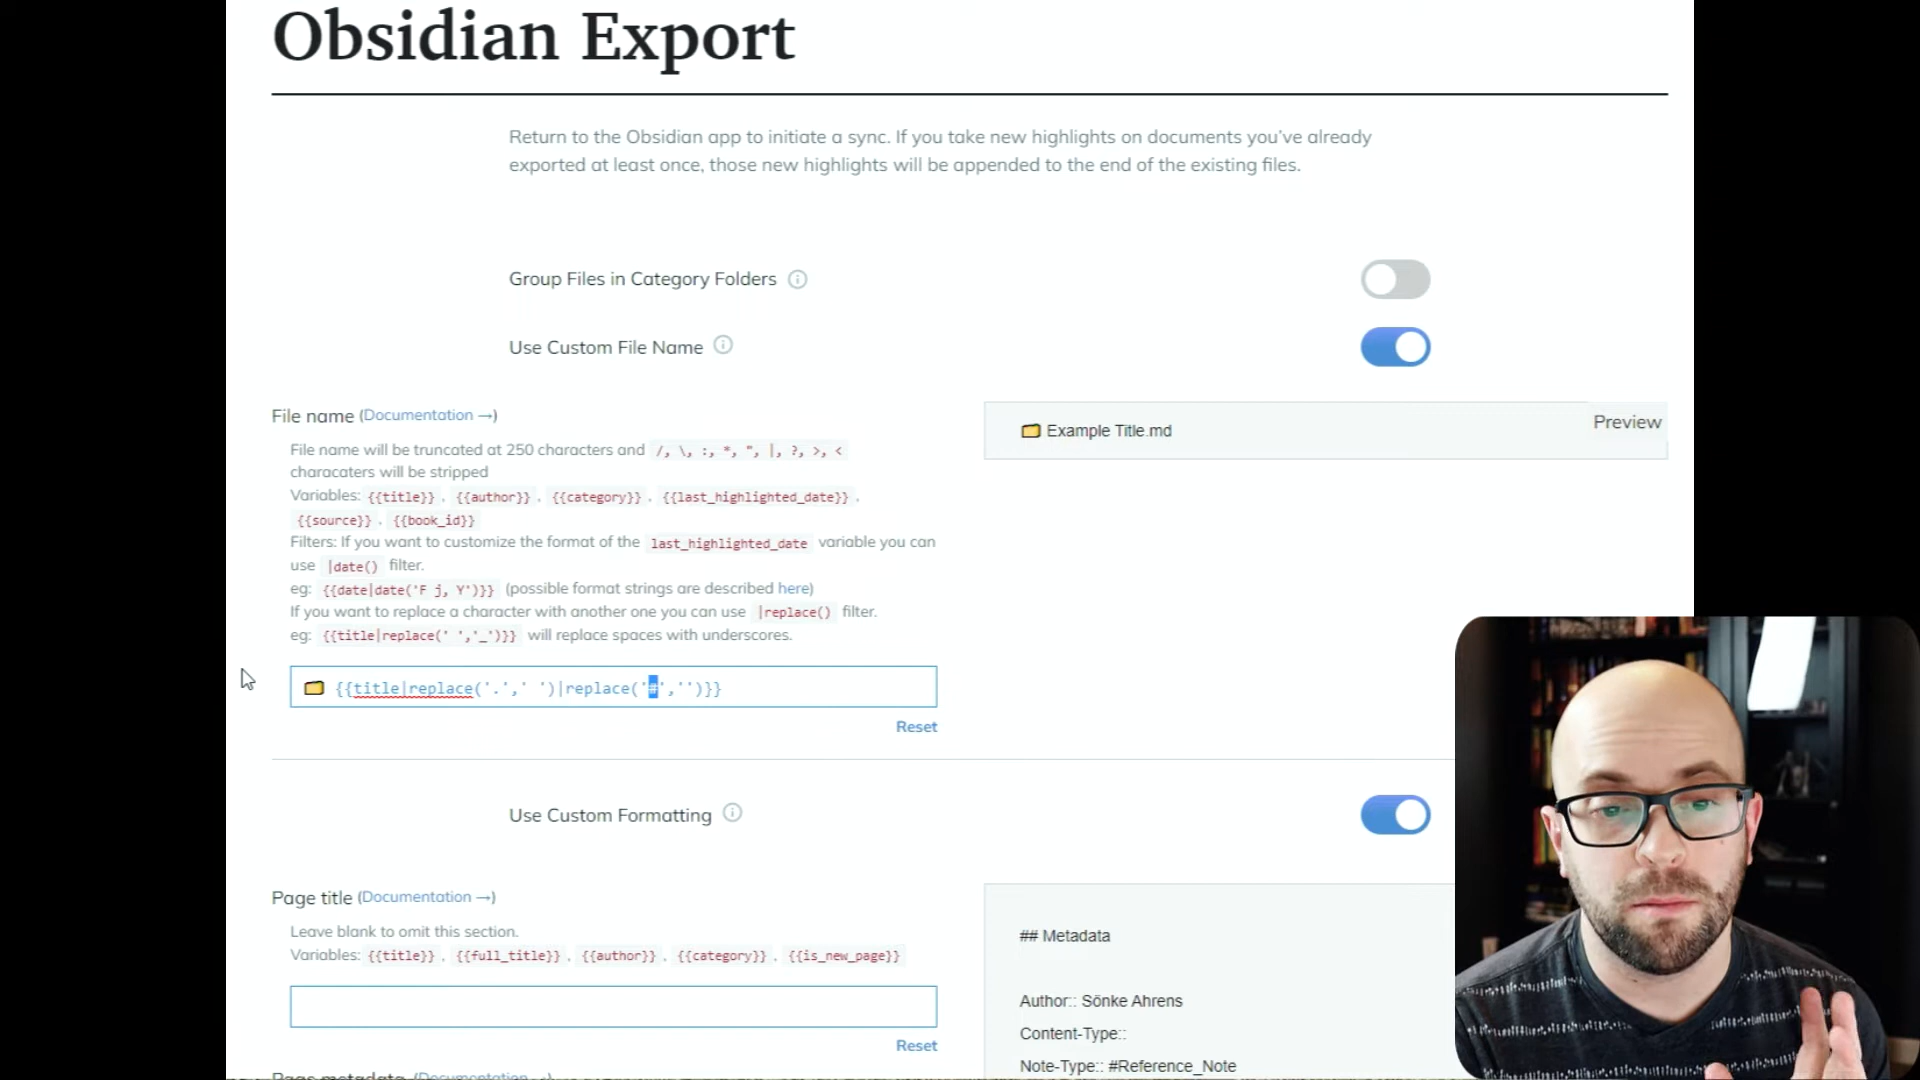 Obsidian Export
Return to the Obsidian app to initiate a sync. If you take new highlights on documents you've already
exported at least once, those new highlights will be appended to the end of the existing files.
Group Files in Category Folders
Use Custom File Name
File name (Documentation →)
File name will be truncated at 250 characters and /, \, :, *, ", |, ?, >, <
characaters will be stripped
Variables: {{title}} , {{author}} , {{category}} , {{last_highlighted_date}} ,
{{source}} , {{book_id}}
Filters: If you want to customize the format of the last_highlighted_date variable you can
use |date() filter.
eg: {{date|date('F j, Y')}} (possible format strings are described here)
If you want to replace a character with another one you can use |replace() filter.
eg: {{title|replace(' ','_')}} will replace spaces with underscores.
{{title|replace('.',' ')|replace('#','')}}
Reset
Preview
Example Title.md
Use Custom Formatting
Page title (Documentation →)
Leave blank to omit this section.
Variables: {{title}} , {{full_title}} , {{author}} , {{category}} , {{is_new_page}}
Reset
## Metadata
Author:: Sönke Ahrens
Content-Type::
Note-Type:: #Reference_Note
Page metadata (Documentation →)